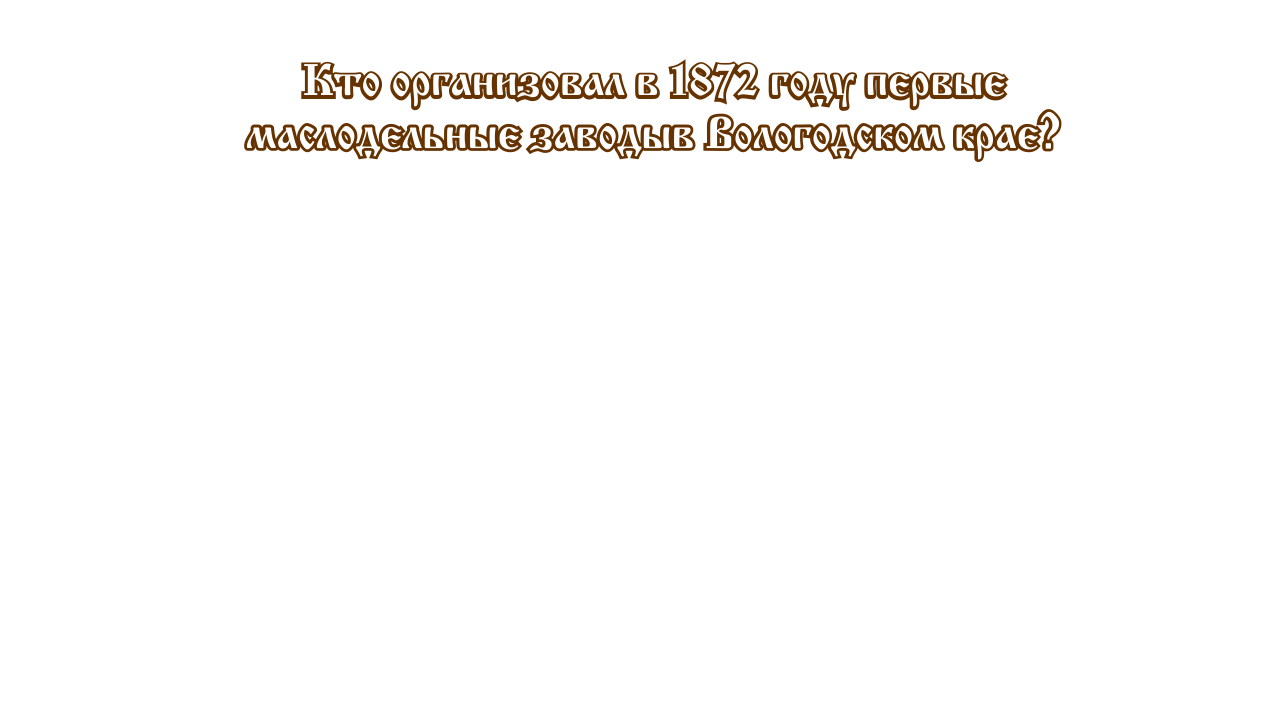 Кто организовал в 1872 году первые
маслодельные заводыв Вологодском крае?